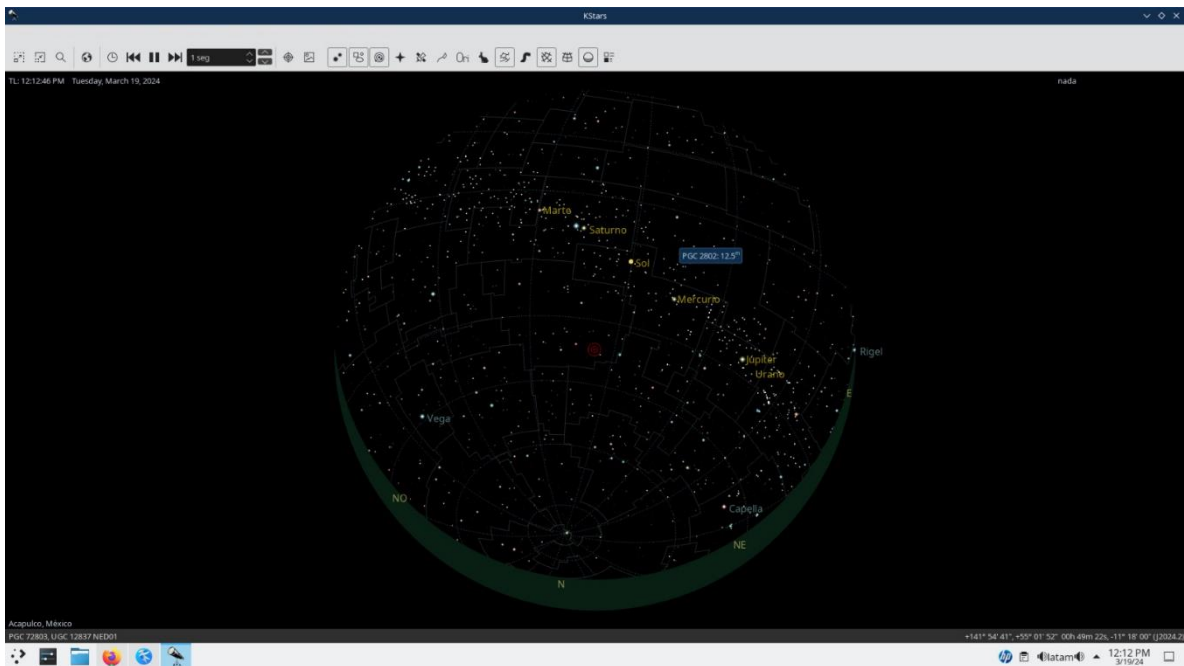 KStars
1 seg
TL: 12:12:46 PM Tuesday, March 19, 2024
nada
Marte
Saturno
PGC 2802: 12.5ᵐ
Sol
Mercurio
Rigel
Júpiter
Urano
E
Vega
NO
Capella
NE
N
Acapulco, México
PGC 72803, UGC 12837 NED01
+141° 54' 41", +55° 01' 52" 00h 49m 22s, -11° 18' 00" (J2024.2)
latam
12:12 PM
3/19/24